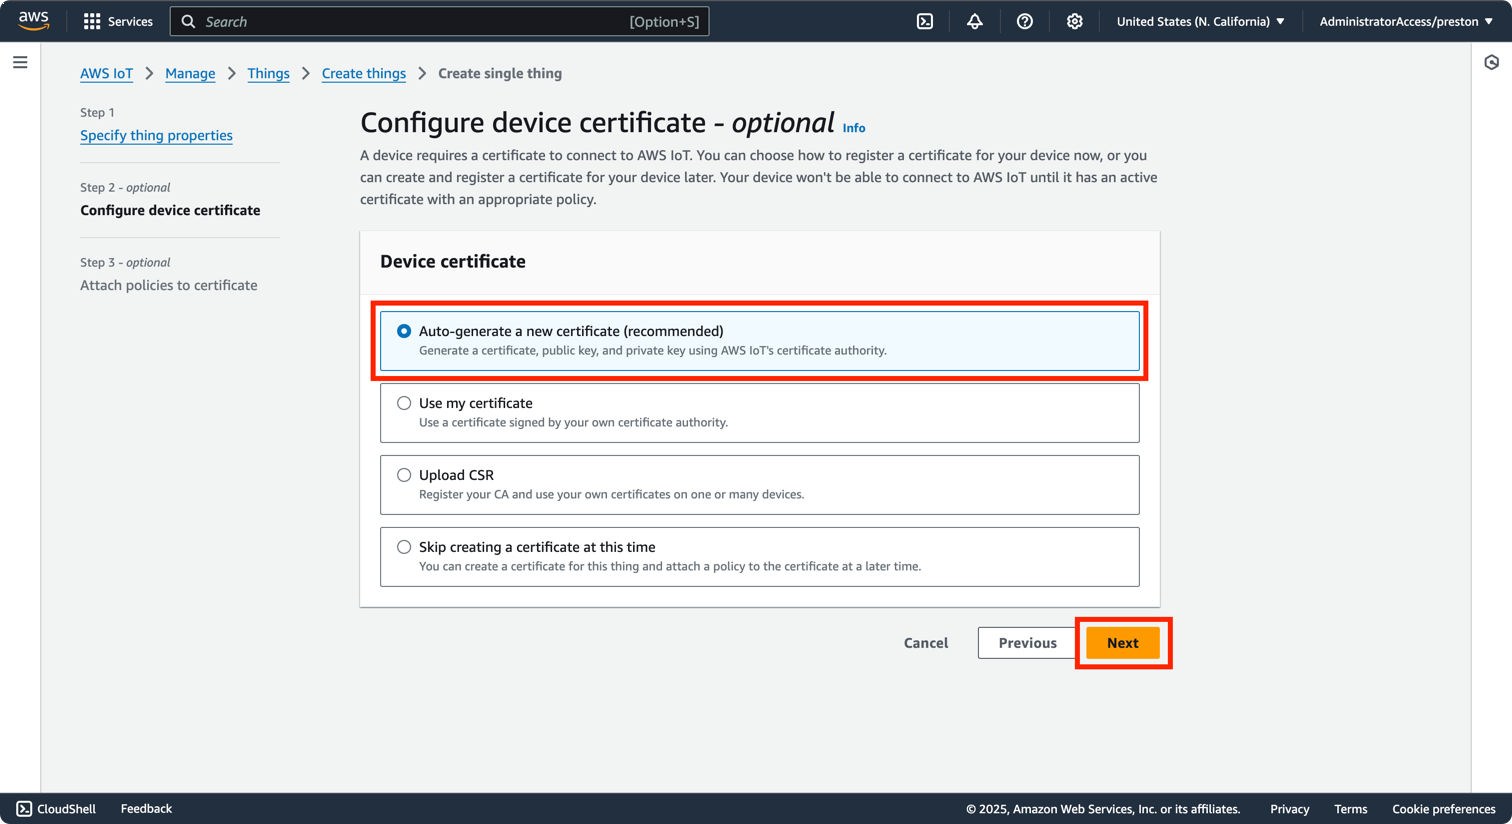 aws
Services
Search
[Option+S]
United States (N. California)
AdministratorAccess/preston
AWS IoT
Manage
Things
Create things
Create single thing
Step 1
Specify thing properties
Step 2 - optional
Configure device certificate
Step 3 - optional
Attach policies to certificate
Configure device certificate - optional Info
A device requires a certificate to connect to AWS IoT. You can choose how to register a certificate for your device now, or you
can create and register a certificate for your device later. Your device won't be able to connect to AWS IoT until it has an active
certificate with an appropriate policy.
Device certificate
Auto-generate a new certificate (recommended)
Generate a certificate, public key, and private key using AWS IoT's certificate authority.
Use my certificate
Use a certificate signed by your own certificate authority.
Upload CSR
Register your CA and use your own certificates on one or many devices.
Skip creating a certificate at this time
You can create a certificate for this thing and attach a policy to the certificate at a later time.
Cancel
Previous
Next
CloudShell
Feedback
© 2025, Amazon Web Services, Inc. or its affiliates.
Privacy
Terms
Cookie preferences